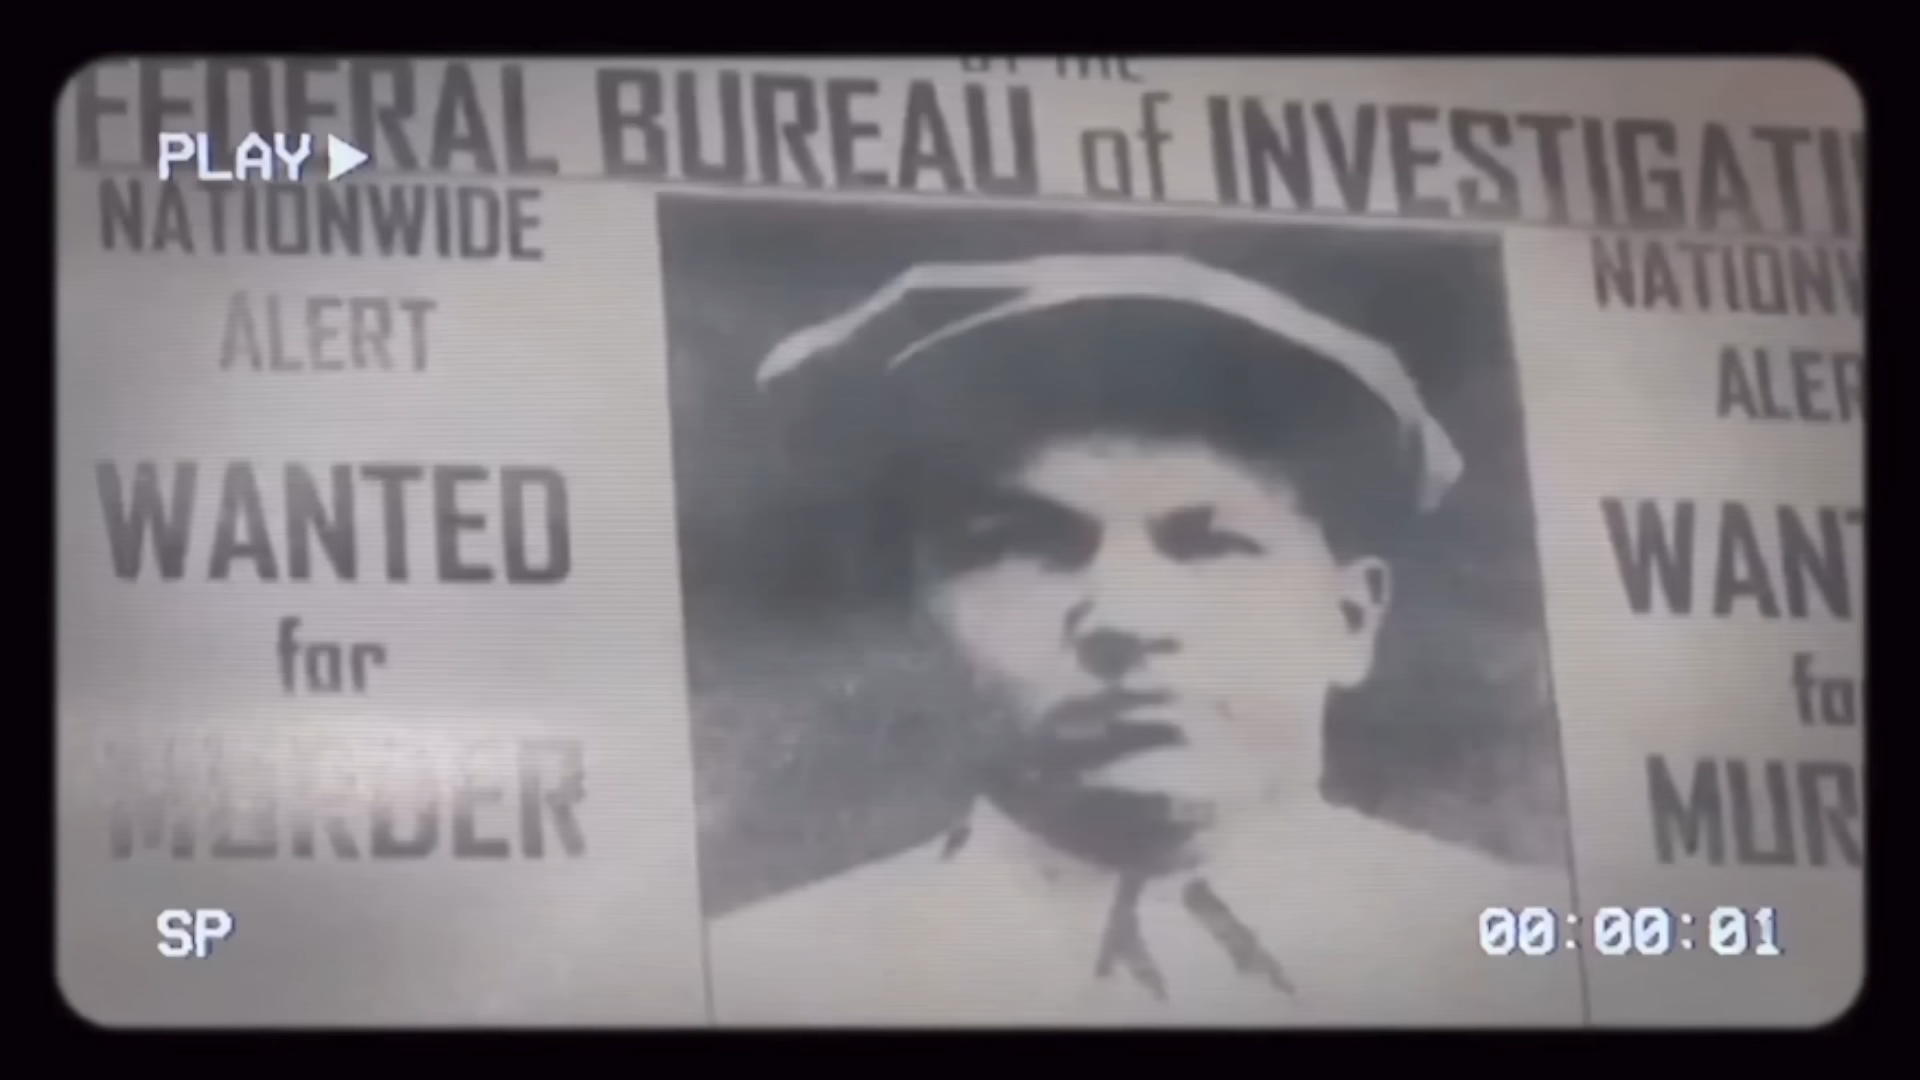 FEDERAL BUREAU of INVESTIGATI
PLAY
NATIONWIDE
ALERT
WANTED
for
MURDER
NATIONW
ALER
WANT
fo
MUR
SP
00:00:01